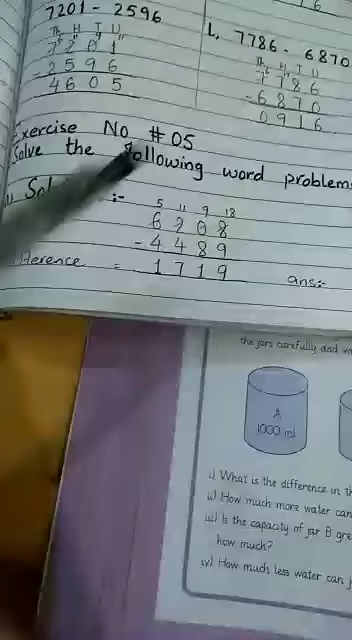 7201 - 2596
Th H T U
7 2 0 1
- 2 5 9 6
4 6 0 5
L, 7786 - 6870
Th H T U
7 7 8 6
- 6 8 7 0
0 9 1 6
Exercise No # 05
Solve the following word problems
5 11 9 18
6 2 0 8
- 4 4 8 9
= 1 7 1 9 ans:-
the jars carefully and
A
1000 ml
i) What is the difference in
ii) How much more water can
iii) Is the capacity of jar B
how much?
iv) How much less water can